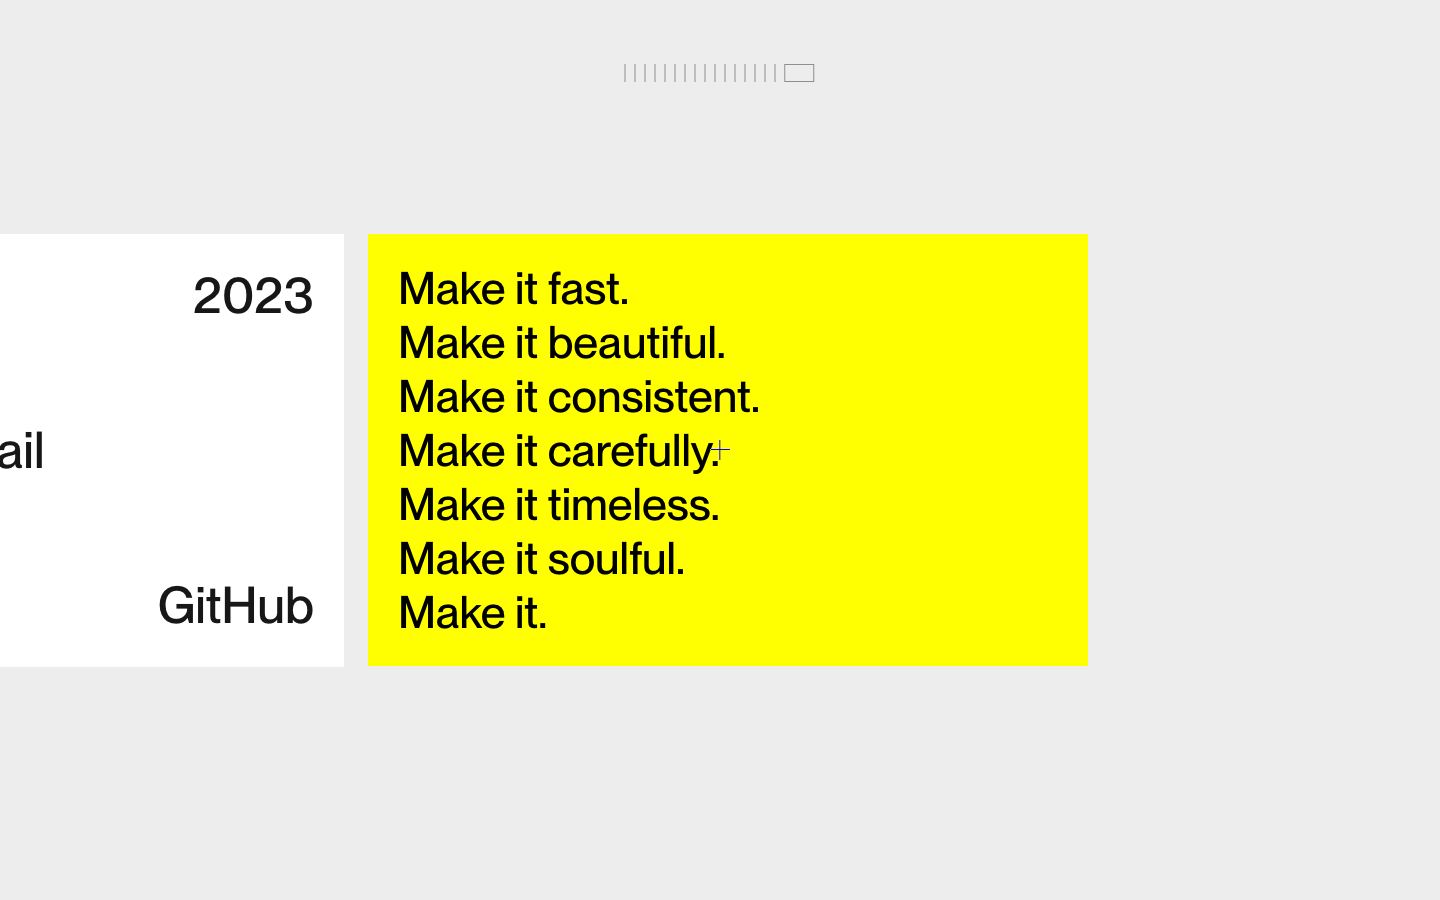 2023
ail
GitHub
Make it fast.
Make it beautiful.
Make it consistent.
Make it carefully.
Make it timeless.
Make it soulful.
Make it.